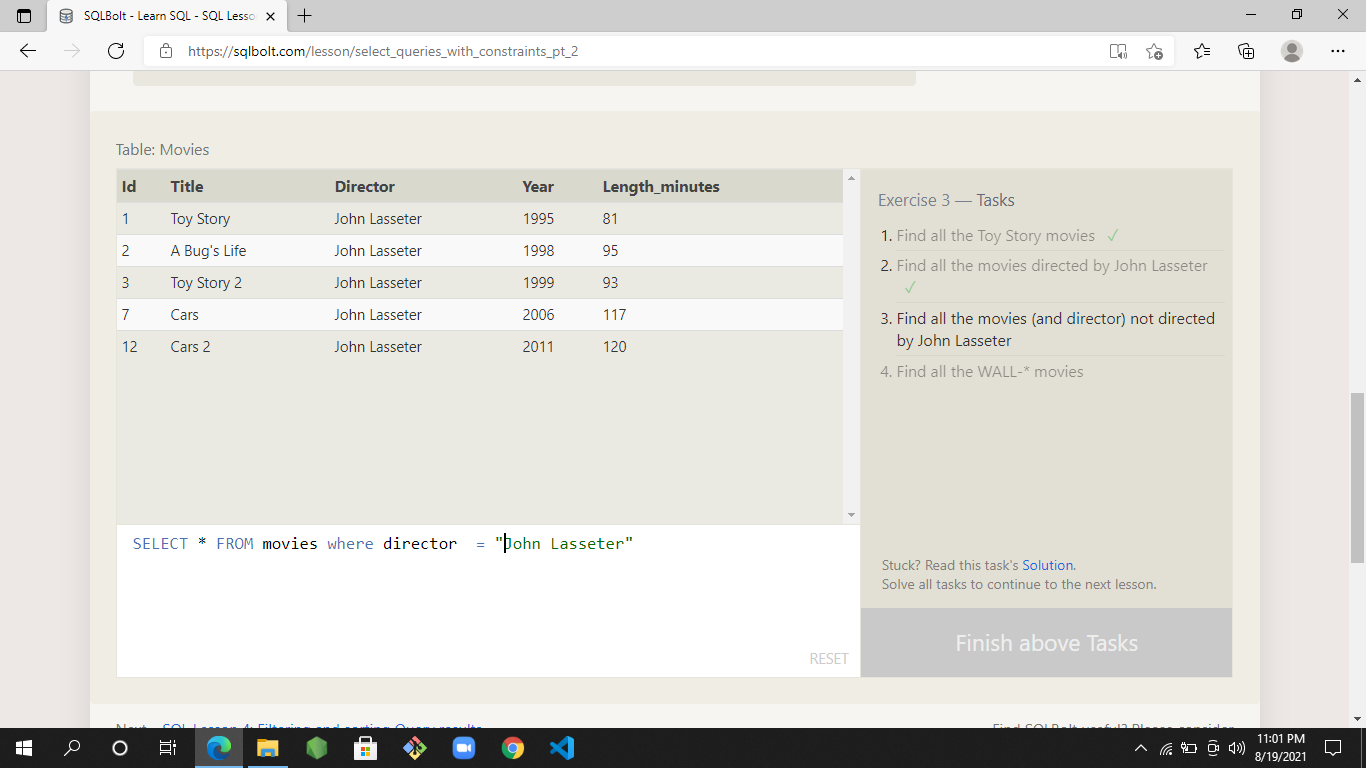 SQLBolt - Learn SQL - SQL Lesso
https://sqlbolt.com/lesson/select_queries_with_constraints_pt_2
Table: Movies
Id Title Director Year Length_minutes
1 Toy Story John Lasseter 1995 81
2 A Bug's Life John Lasseter 1998 95
3 Toy Story 2 John Lasseter 1999 93
7 Cars John Lasseter 2006 117
12 Cars 2 John Lasseter 2011 120
SELECT * FROM movies where director = "John Lasseter"
RESET
Exercise 3 — Tasks
1. Find all the Toy Story movies ✓
2. Find all the movies directed by John Lasseter
✓
3. Find all the movies (and director) not directed
by John Lasseter
4. Find all the WALL-* movies
Stuck? Read this task's Solution.
Solve all tasks to continue to the next lesson.
Finish above Tasks
Next – SQL Lesson 4: Filtering and sorting Query results
Find SQLBolt useful? Please consider
11:01 PM
8/19/2021